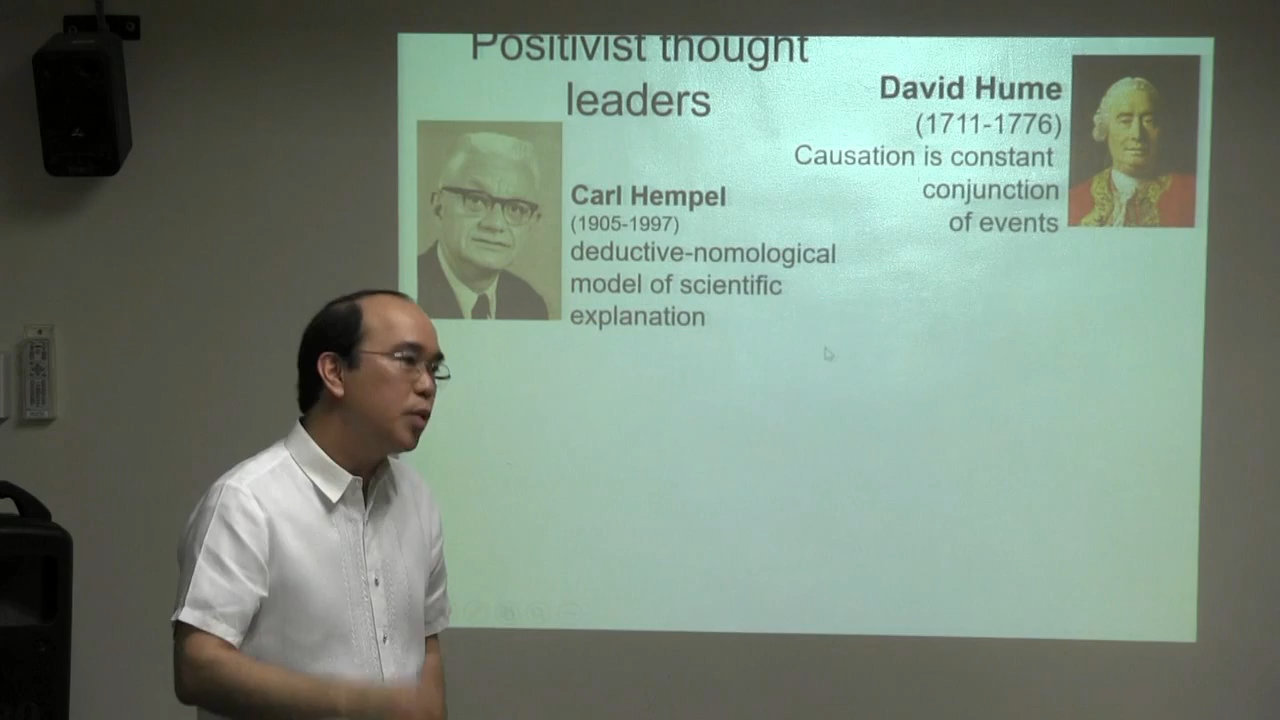 Positivist thought
leaders
David Hume
(1711-1776)
Causation is constant
conjunction
of events
Carl Hempel
(1905-1997)
deductive-nomological
model of scientific
explanation